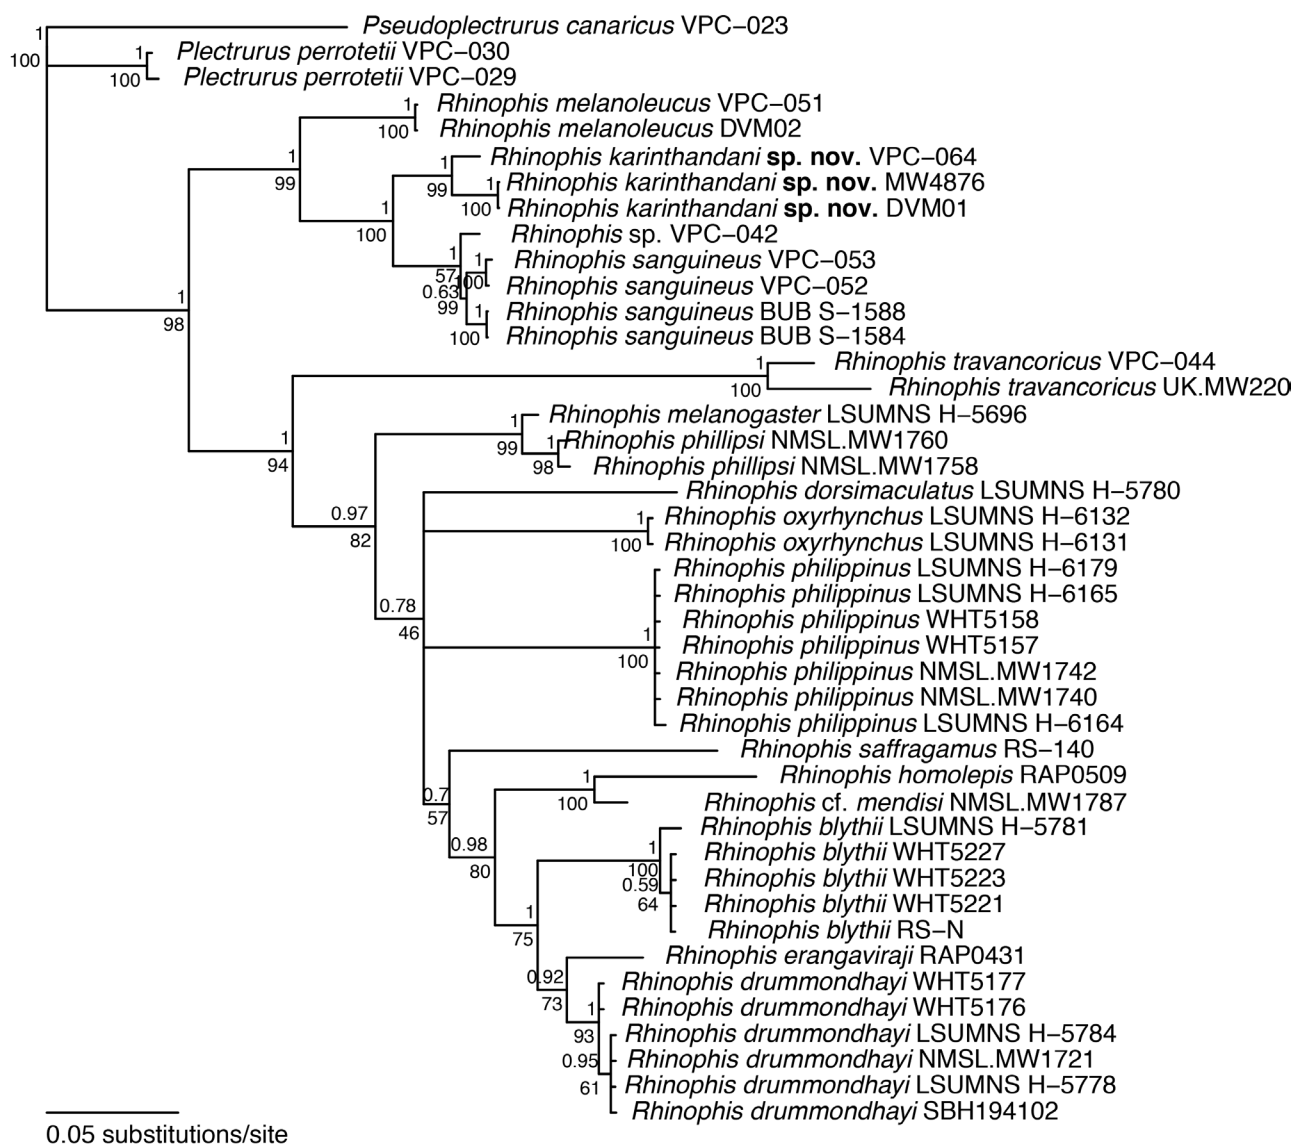 Pseudoplectrurus canaricus VPC−023
1
100
Plectrurus perrotetii VPC−030
1
100
Plectrurus perrotetii VPC−029
Rhinophis melanoleucus VPC−051
1
100
Rhinophis melanoleucus DVM02
1
99
Rhinophis karinthandani sp. nov. VPC−064
1
99
Rhinophis karinthandani sp. nov. MW4876
1
100
Rhinophis karinthandani sp. nov. DVM01
1
100
Rhinophis sp. VPC−042
1
57
Rhinophis sanguineus VPC−053
1
100
Rhinophis sanguineus VPC−052
0.63
99
Rhinophis sanguineus BUB S−1588
1
100
Rhinophis sanguineus BUB S−1584
1
98
Rhinophis travancoricus VPC−044
1
100
Rhinophis travancoricus UK.MW220
Rhinophis melanogaster LSUMNS H−5696
1
99
Rhinophis phillipsi NMSL.MW1760
1
98
Rhinophis phillipsi NMSL.MW1758
1
94
Rhinophis dorsimaculatus LSUMNS H−5780
0.97
82
Rhinophis oxyrhynchus LSUMNS H−6132
1
100
Rhinophis oxyrhynchus LSUMNS H−6131
Rhinophis philippinus LSUMNS H−6179
Rhinophis philippinus LSUMNS H−6165
0.78
46
Rhinophis philippinus WHT5158
1
100
Rhinophis philippinus WHT5157
Rhinophis philippinus NMSL.MW1742
Rhinophis philippinus NMSL.MW1740
Rhinophis philippinus LSUMNS H−6164
Rhinophis saffragamus RS−140
Rhinophis homolepis RAP0509
1
100
Rhinophis cf. mendisi NMSL.MW1787
0.7
57
Rhinophis blythii LSUMNS H−5781
0.98
80
1
100
Rhinophis blythii WHT5227
Rhinophis blythii WHT5223
0.59
64
Rhinophis blythii WHT5221
Rhinophis blythii RS−N
1
75
Rhinophis erangaviraji RAP0431
0.92
73
Rhinophis drummondhayi WHT5177
Rhinophis drummondhayi WHT5176
1
93
Rhinophis drummondhayi LSUMNS H−5784
Rhinophis drummondhayi NMSL.MW1721
0.95
61
Rhinophis drummondhayi LSUMNS H−5778
Rhinophis drummondhayi SBH194102
0.05 substitutions/site